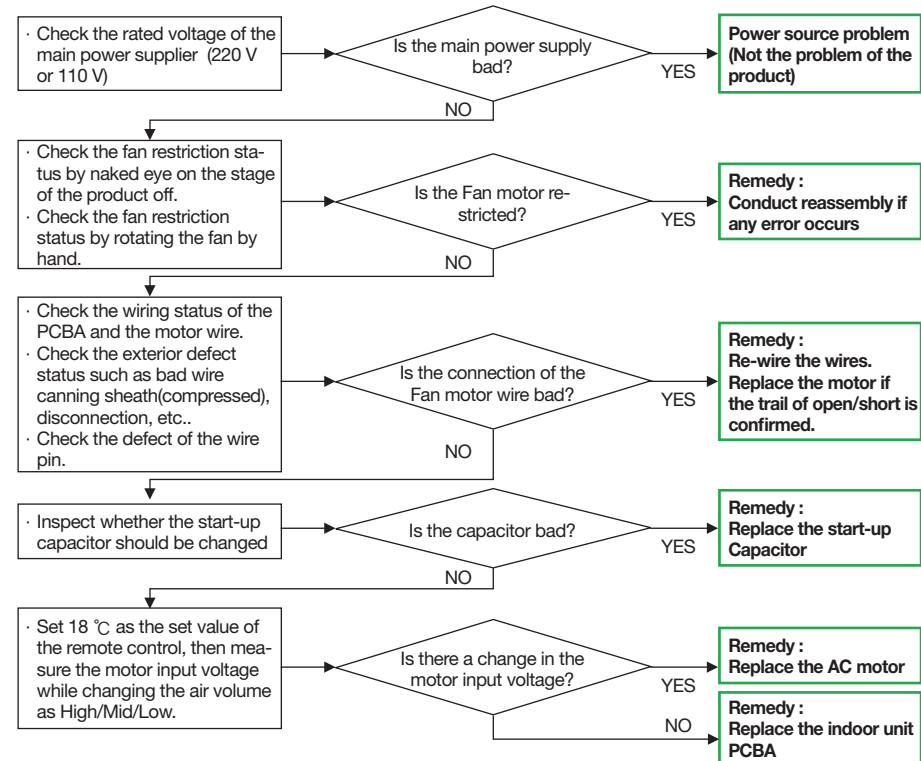 · Check the rated voltage of the
main power supplier (220 V
or 110 V)
Is the main power supply
bad?
YES
Power source problem
(Not the problem of the
product)
NO
· Check the fan restriction sta-
tus by naked eye on the stage
of the product off.
· Check the fan restriction
status by rotating the fan by
hand.
Is the Fan motor re-
stricted?
YES
Remedy :
Conduct reassembly if
any error occurs
NO
· Check the wiring status of the
PCBA and the motor wire.
· Check the exterior defect
status such as bad wire
canning sheath(compressed),
disconnection, etc..
· Check the defect of the wire
pin.
Is the connection of the
Fan motor wire bad?
YES
Remedy :
Re-wire the wires.
Replace the motor if
the trail of open/short is
confirmed.
NO
· Inspect whether the start-up
capacitor should be changed
Is the capacitor bad?
YES
Remedy :
Replace the start-up
Capacitor
NO
· Set 18 ℃ as the set value of
the remote control, then mea-
sure the motor input voltage
while changing the air volume
as High/Mid/Low.
Is there a change in the
motor input voltage?
YES
Remedy :
Replace the AC motor
NO
Remedy :
Replace the indoor unit
PCBA